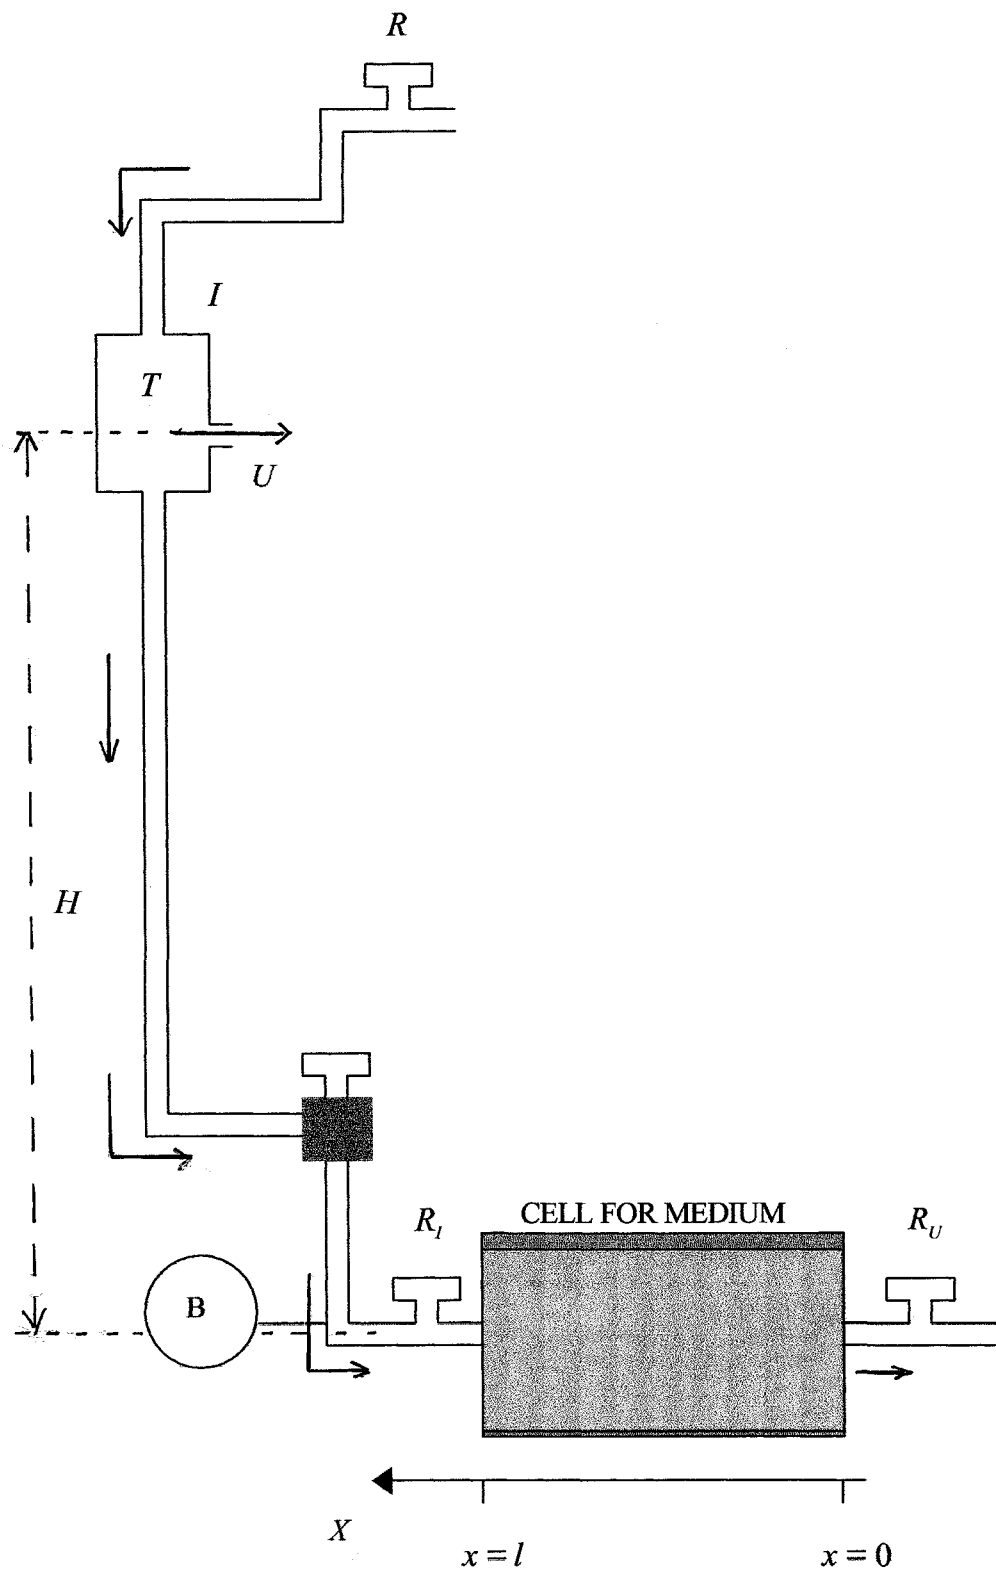 R
I
T
U
H
CELL FOR MEDIUM
R_I
R_U
B
X
x = l
x = 0